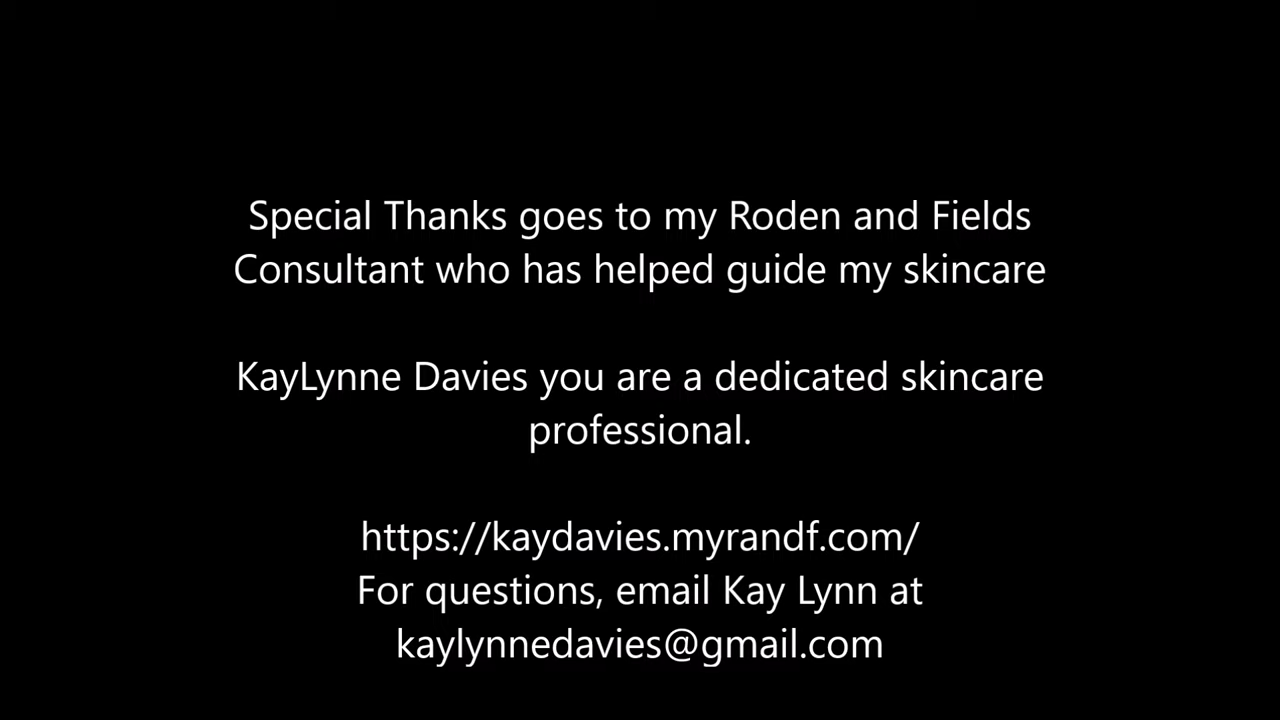 Special Thanks goes to my Roden and Fields
Consultant who has helped guide my skincare
KayLynne Davies you are a dedicated skincare
professional.
https://kaydavies.myrandf.com/
For questions, email Kay Lynn at
kaylynnedavies@gmail.com